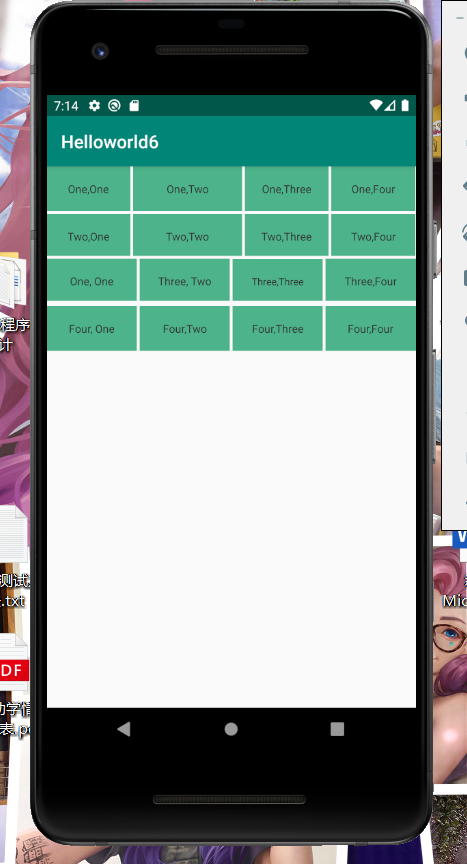 7:14
Helloworld6
One,One One,Two One,Three One,Four
Two,One Two,Two Two,Three Two,Four
One, One Three, Two Three,Three Three,Four
Four, One Four,Two Four,Three Four,Four
程序
计
测试
.txt
DF
W
Mic